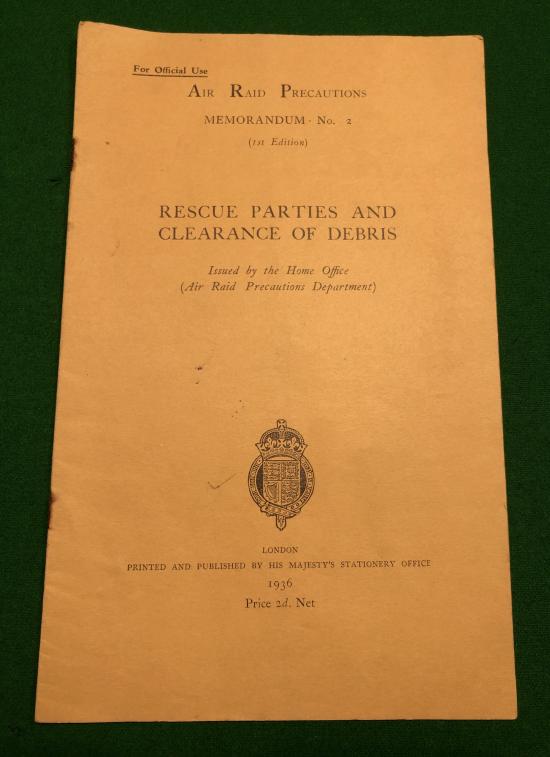 For Official Use
AIR RAID PRECAUTIONS
MEMORANDUM · No. 2
(1st Edition)
RESCUE PARTIES AND
CLEARANCE OF DEBRIS
Issued by the Home Office
(Air Raid Precautions Department)
LONDON
PRINTED AND PUBLISHED BY HIS MAJESTY'S STATIONERY OFFICE
1936
Price 2d. Net